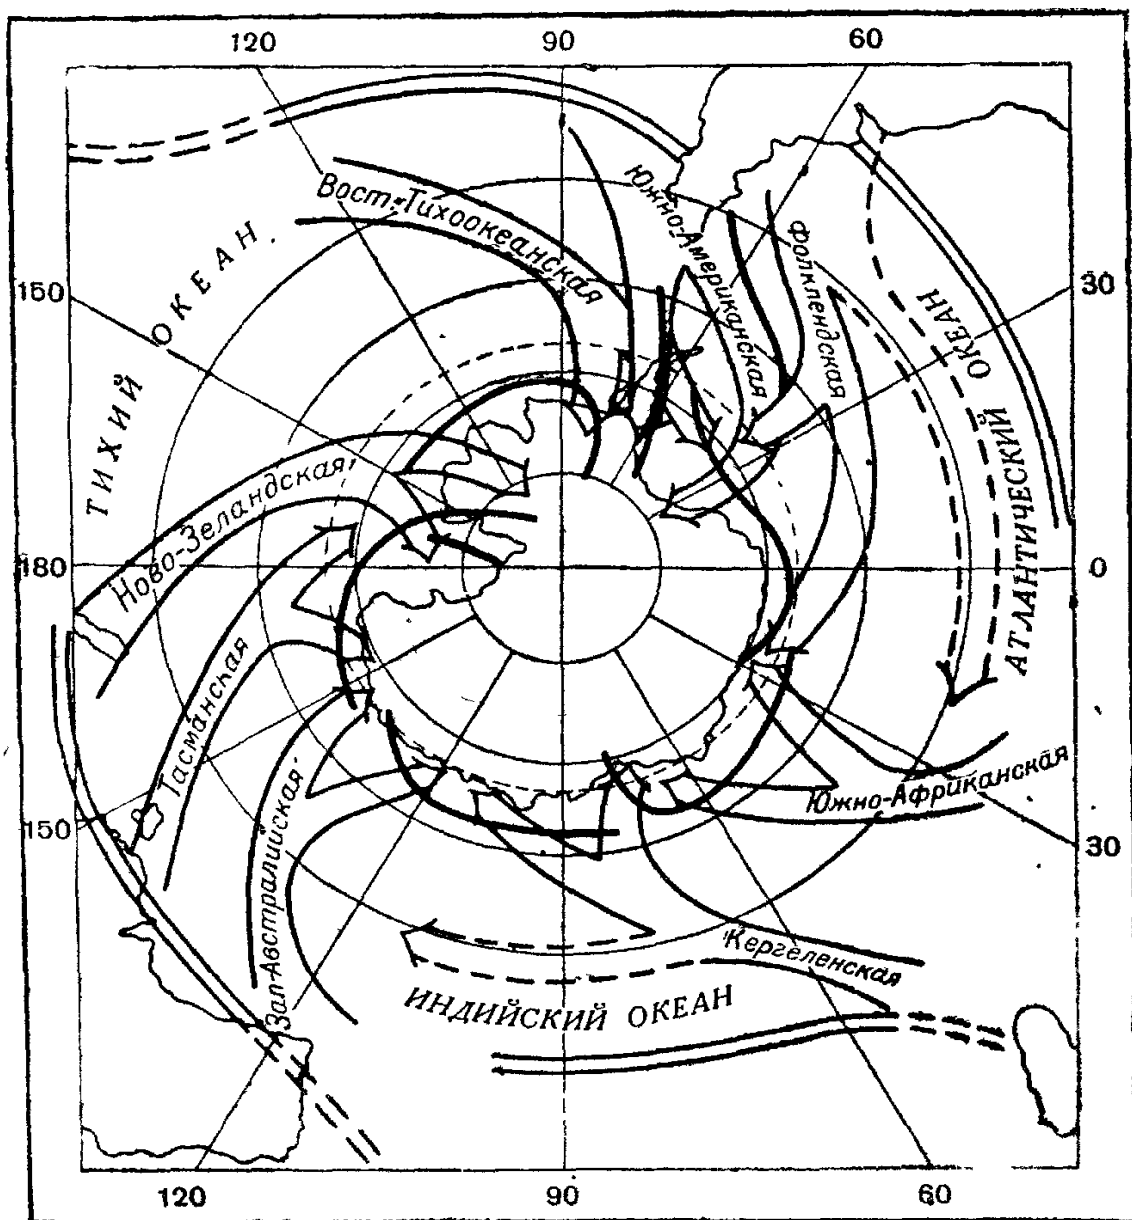 120
90
60
Вост.-Тихоокеанская
Южно-Американская
Фолклендская
150
30
ТИХИЙ ОКЕАН
АТЛАНТИЧЕСКИЙ ОКЕАН
Ново-Зеландская
180
0
Тасманская
Южно-Африканская
150
30
Зап-Австралийская
Кергеленская
ИНДИЙСКИЙ ОКЕАН
120
90
60